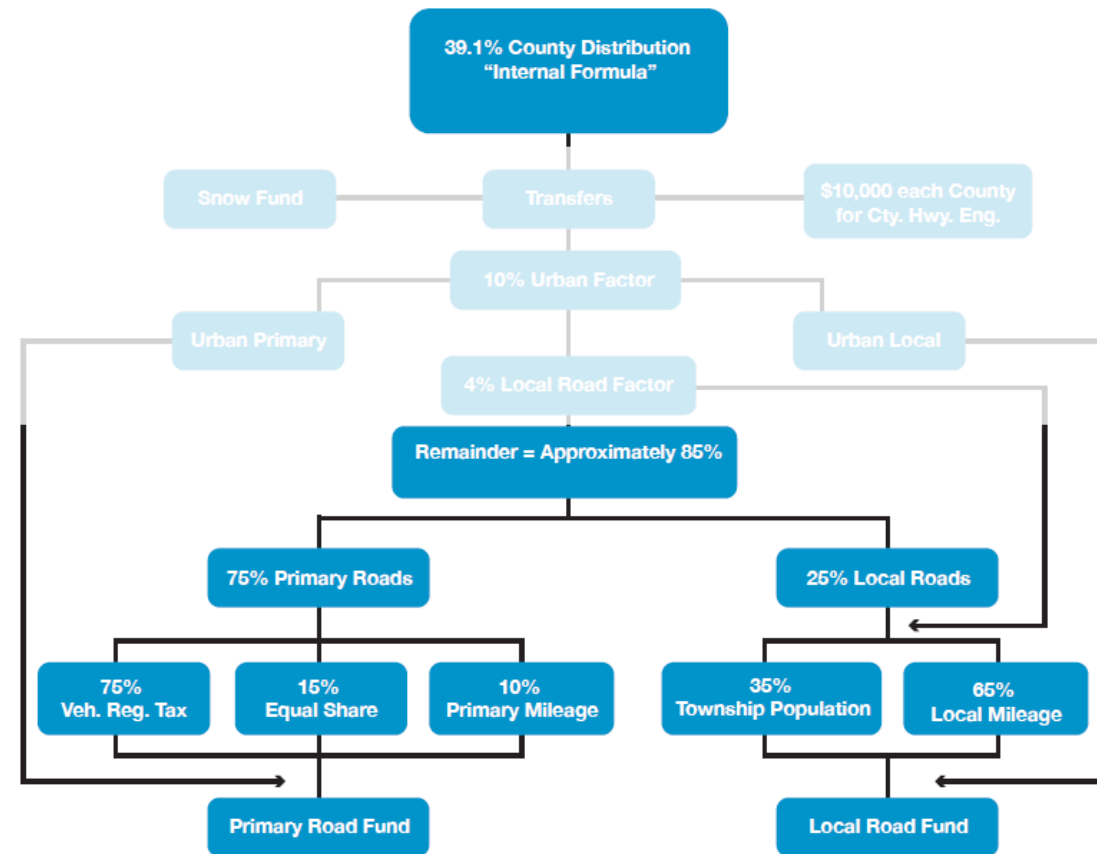 39.1% County Distribution
“Internal Formula”
Snow Fund
Transfers
$10,000 each County
for Cty. Hwy. Eng.
10% Urban Factor
Urban Primary
Urban Local
4% Local Road Factor
Remainder = Approximately 85%
75% Primary Roads
25% Local Roads
75%
Veh. Reg. Tax
15%
Equal Share
10%
Primary Mileage
35%
Township Population
65%
Local Mileage
Primary Road Fund
Local Road Fund